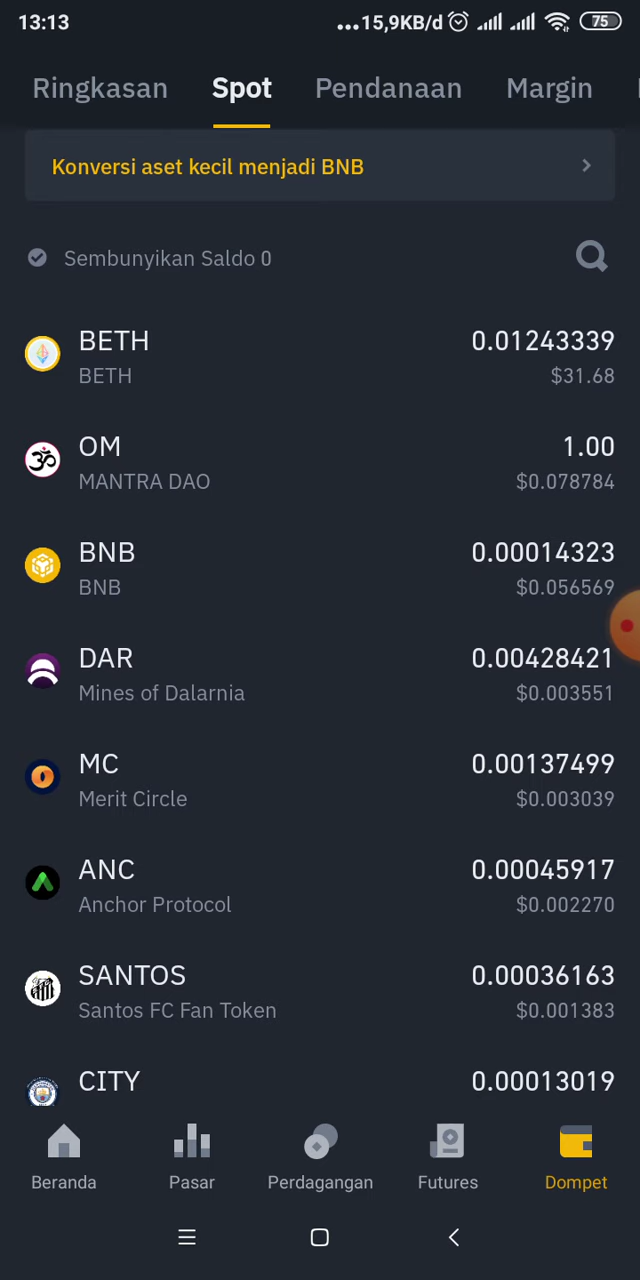 13:13
...15,9KB/d
75
Ringkasan Spot Pendanaan Margin
Konversi aset kecil menjadi BNB
Sembunyikan Saldo 0
BETH 0.01243339
BETH $31.68
OM 1.00
MANTRA DAO $0.078784
BNB 0.00014323
BNB $0.056569
DAR 0.00428421
Mines of Dalarnia $0.003551
MC 0.00137499
Merit Circle $0.003039
ANC 0.00045917
Anchor Protocol $0.002270
SANTOS 0.00036163
Santos FC Fan Token $0.001383
CITY 0.00013019
Beranda Pasar Perdagangan Futures Dompet